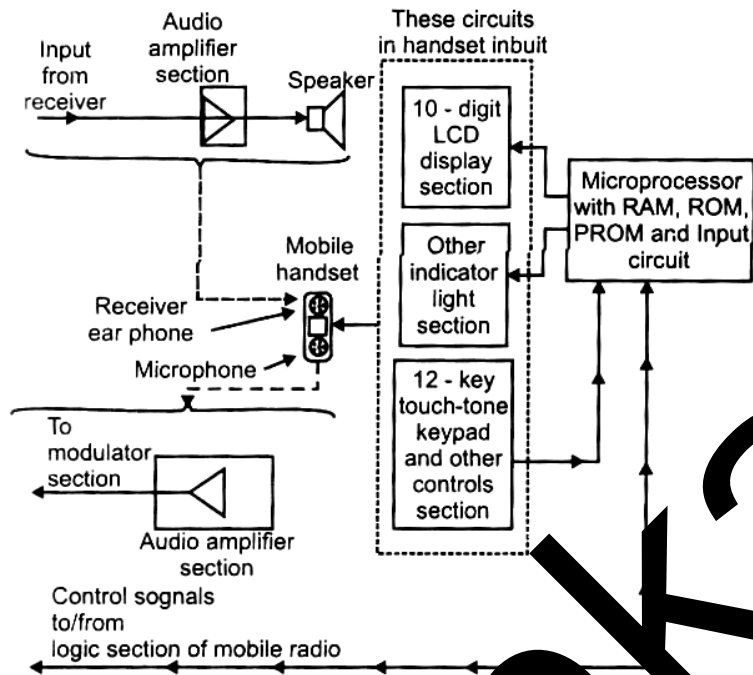 Audio
amplifier
section
Input
from
receiver
Speaker
These circuits
in handset inbuit
10 - digit
LCD
display
section
Microprocessor
with RAM, ROM,
PROM and Input
circuit
Other
indicator
light
section
Mobile
handset
Receiver
ear phone
Microphone
12 - key
touch-tone
keypad
and other
controls
section
To
modulator
section
Audio amplifier
section
Control sognals
to/from
logic section of mobile radio